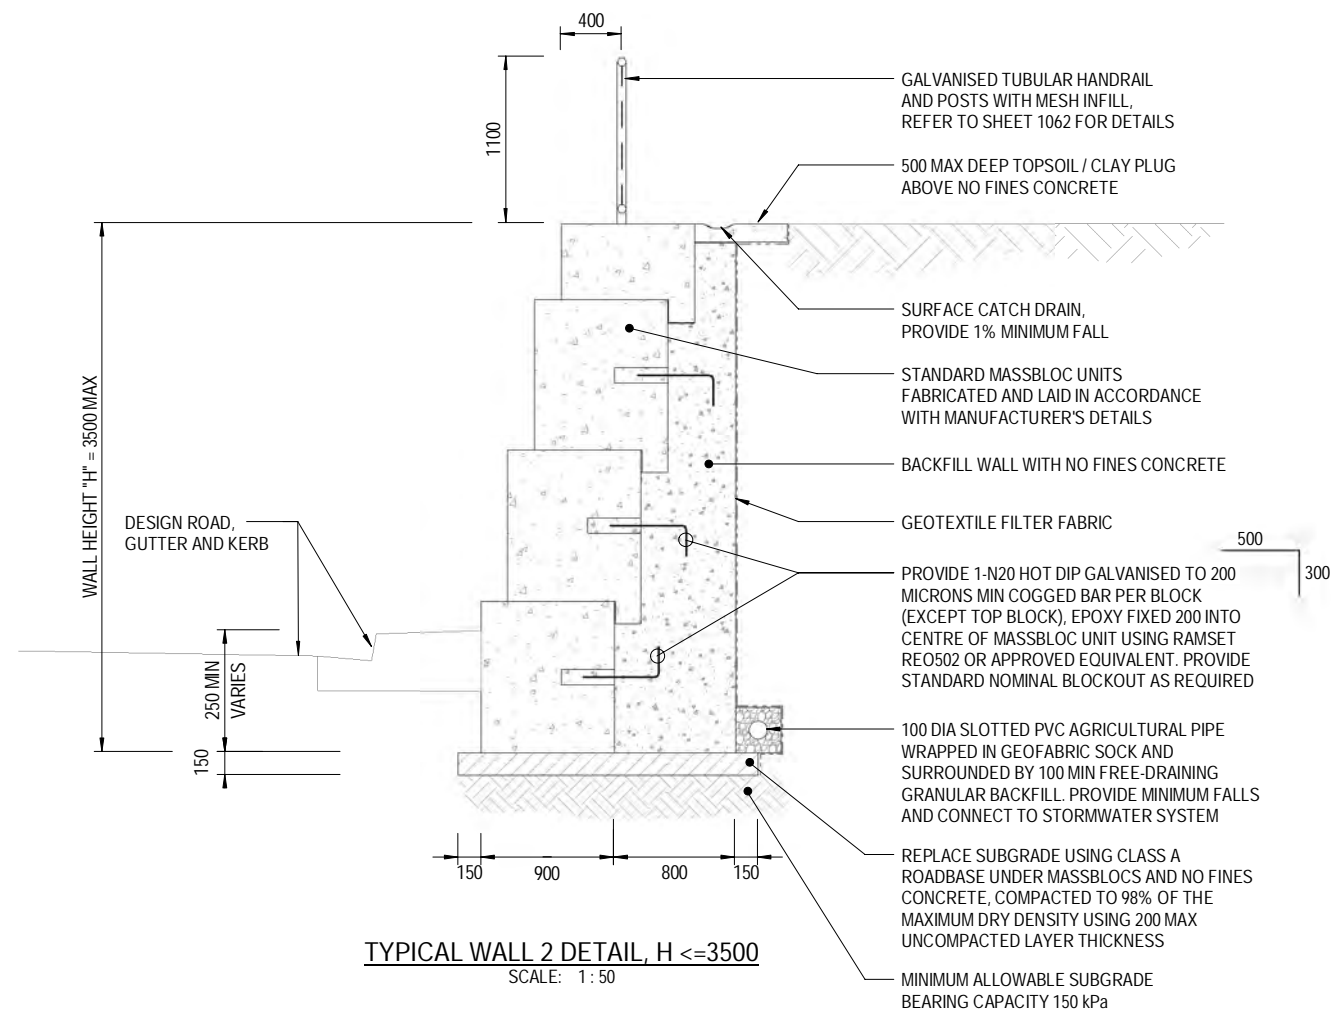 400
1100
GALVANISED TUBULAR HANDRAIL
AND POSTS WITH MESH INFILL,
REFER TO SHEET 1062 FOR DETAILS
500 MAX DEEP TOPSOIL / CLAY PLUG
ABOVE NO FINES CONCRETE
SURFACE CATCH DRAIN,
PROVIDE 1% MINIMUM FALL
STANDARD MASSBLOC UNITS
FABRICATED AND LAID IN ACCORDANCE
WITH MANUFACTURER'S DETAILS
BACKFILL WALL WITH NO FINES CONCRETE
GEOTEXTILE FILTER FABRIC
500
300
PROVIDE 1-N20 HOT DIP GALVANISED TO 200
MICRONS MIN COGGED BAR PER BLOCK
(EXCEPT TOP BLOCK), EPOXY FIXED 200 INTO
CENTRE OF MASSBLOC UNIT USING RAMSET
REO502 OR APPROVED EQUIVALENT. PROVIDE
STANDARD NOMINAL BLOCKOUT AS REQUIRED
100 DIA SLOTTED PVC AGRICULTURAL PIPE
WRAPPED IN GEOFABRIC SOCK AND
SURROUNDED BY 100 MIN FREE-DRAINING
GRANULAR BACKFILL. PROVIDE MINIMUM FALLS
AND CONNECT TO STORMWATER SYSTEM
REPLACE SUBGRADE USING CLASS A
ROADBASE UNDER MASSBLOCS AND NO FINES
CONCRETE, COMPACTED TO 98% OF THE
MAXIMUM DRY DENSITY USING 200 MAX
UNCOMPACTED LAYER THICKNESS
MINIMUM ALLOWABLE SUBGRADE
BEARING CAPACITY 150 kPa
WALL HEIGHT "H" = 3500 MAX
DESIGN ROAD,
GUTTER AND KERB
250 MIN
VARIES
150
150
900
800
150
TYPICAL WALL 2 DETAIL, H <=3500
SCALE: 1 : 50